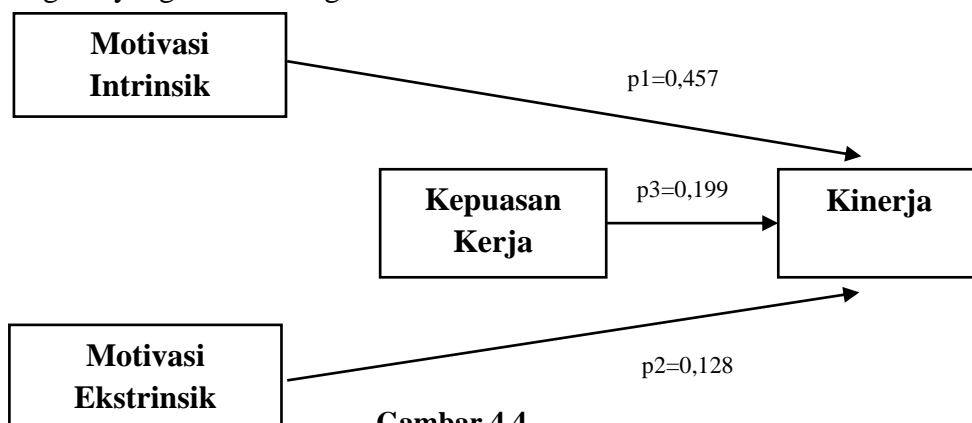 Motivasi
Intrinsik
p1=0,457
Kepuasan
Kerja
p3=0,199
Kinerja
Motivasi
Ekstrinsik
p2=0,128
Gambar 4.4